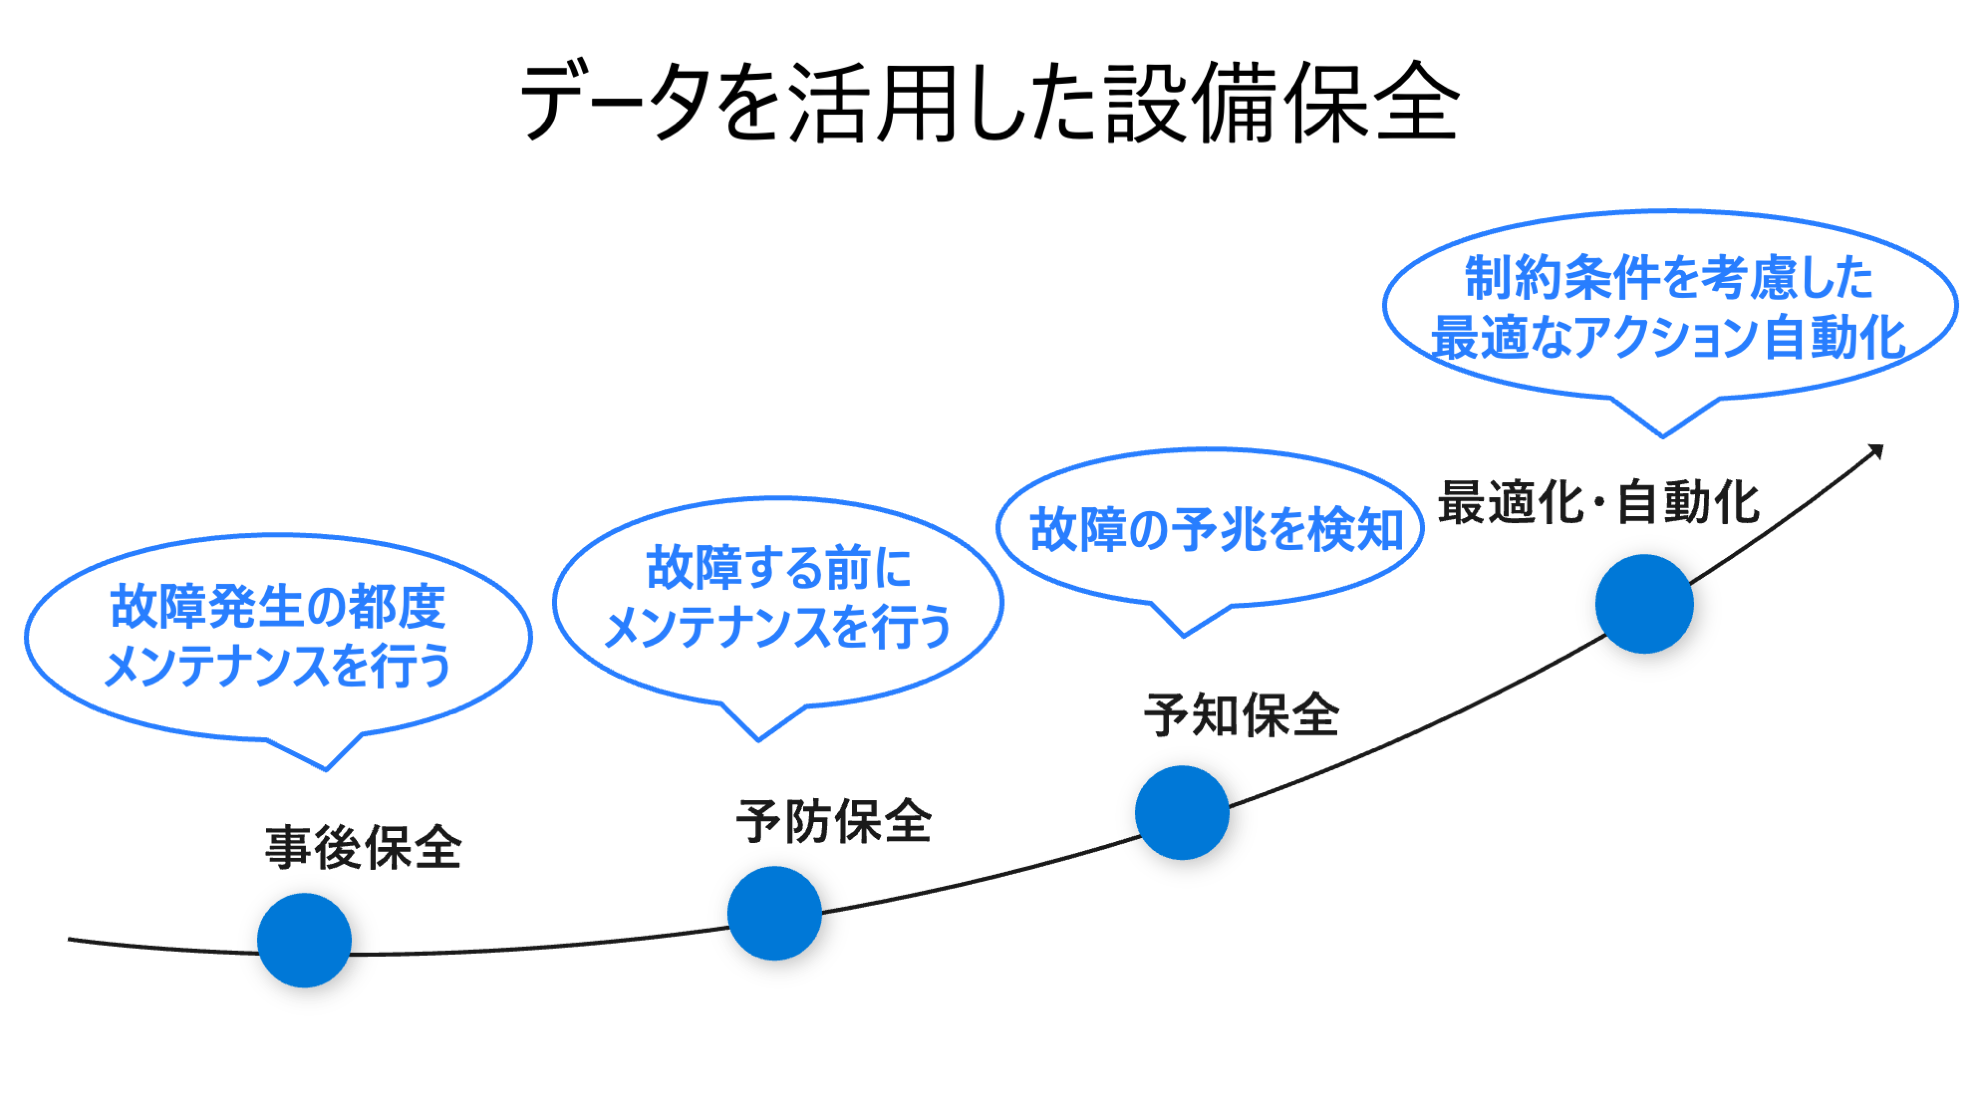 データを活用した設備保全
故障発生の都度
メンテナンスを行う
事後保全
故障する前に
メンテナンスを行う
予防保全
故障の予兆を検知
予知保全
制約条件を考慮した
最適なアクション自動化
最適化・自動化